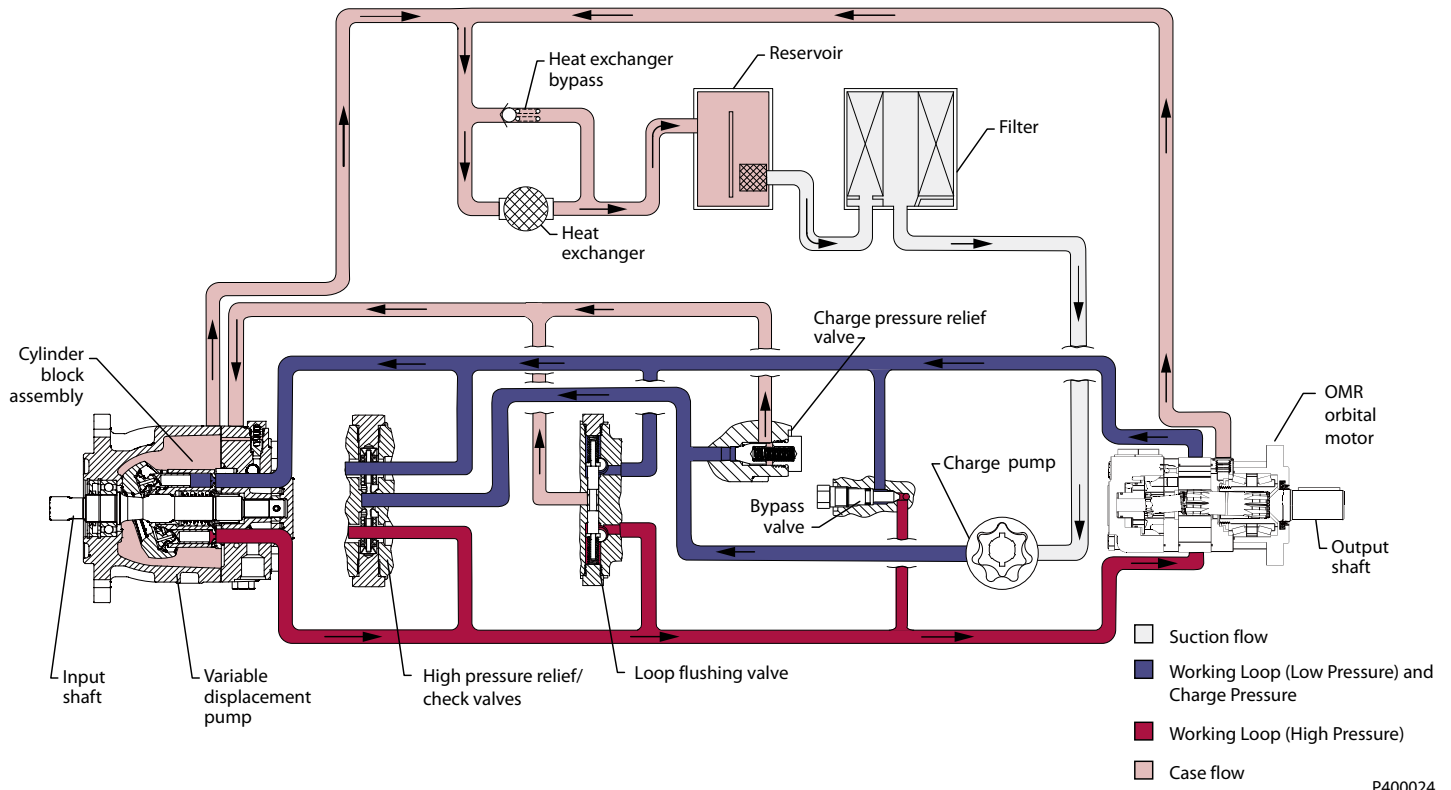 Heat exchanger
bypass
Reservoir
Filter
Heat
exchanger
Charge pressure relief
valve
Cylinder
block
assembly
OMR
orbital
motor
Charge pump
Bypass
valve
Output
shaft
Input
shaft
Variable
displacement
pump
High pressure relief/
check valves
Loop flushing valve
Suction flow
Working Loop (Low Pressure) and
Charge Pressure
Working Loop (High Pressure)
Case flow
P400024